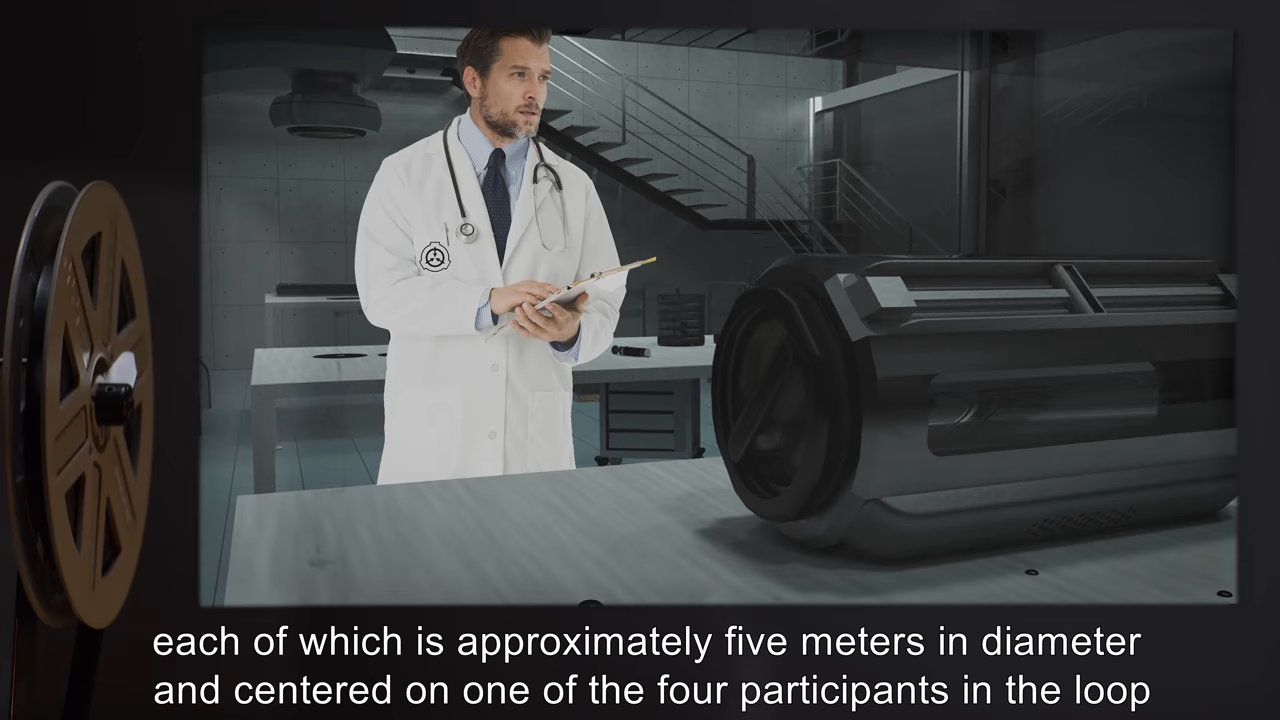 each of which is approximately five meters in diameter
and centered on one of the four participants in the loop